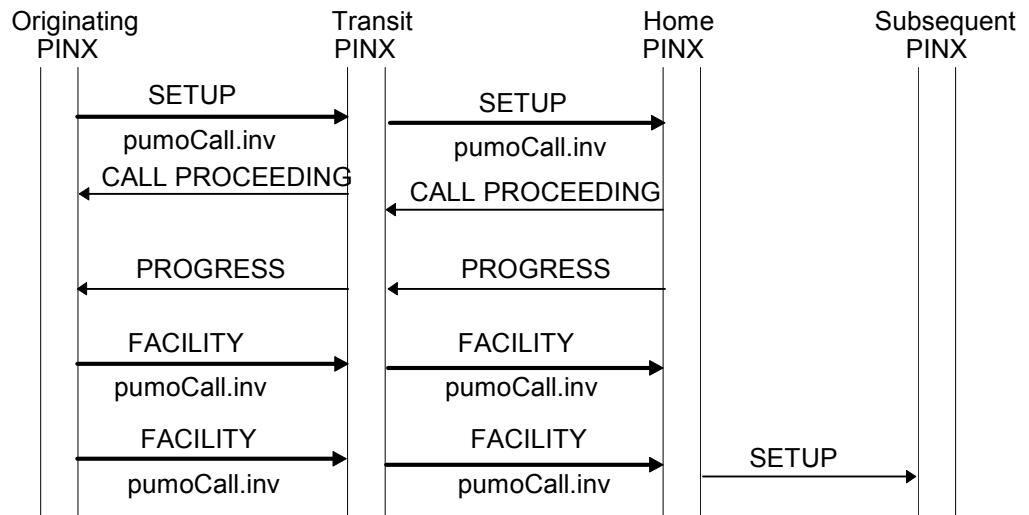 Originating PINX
Transit PINX
Home PINX
Subsequent PINX
SETUP
pumoCall.inv
SETUP
pumoCall.inv
CALL PROCEEDING
CALL PROCEEDING
PROGRESS
PROGRESS
FACILITY
pumoCall.inv
FACILITY
pumoCall.inv
FACILITY
pumoCall.inv
FACILITY
pumoCall.inv
SETUP